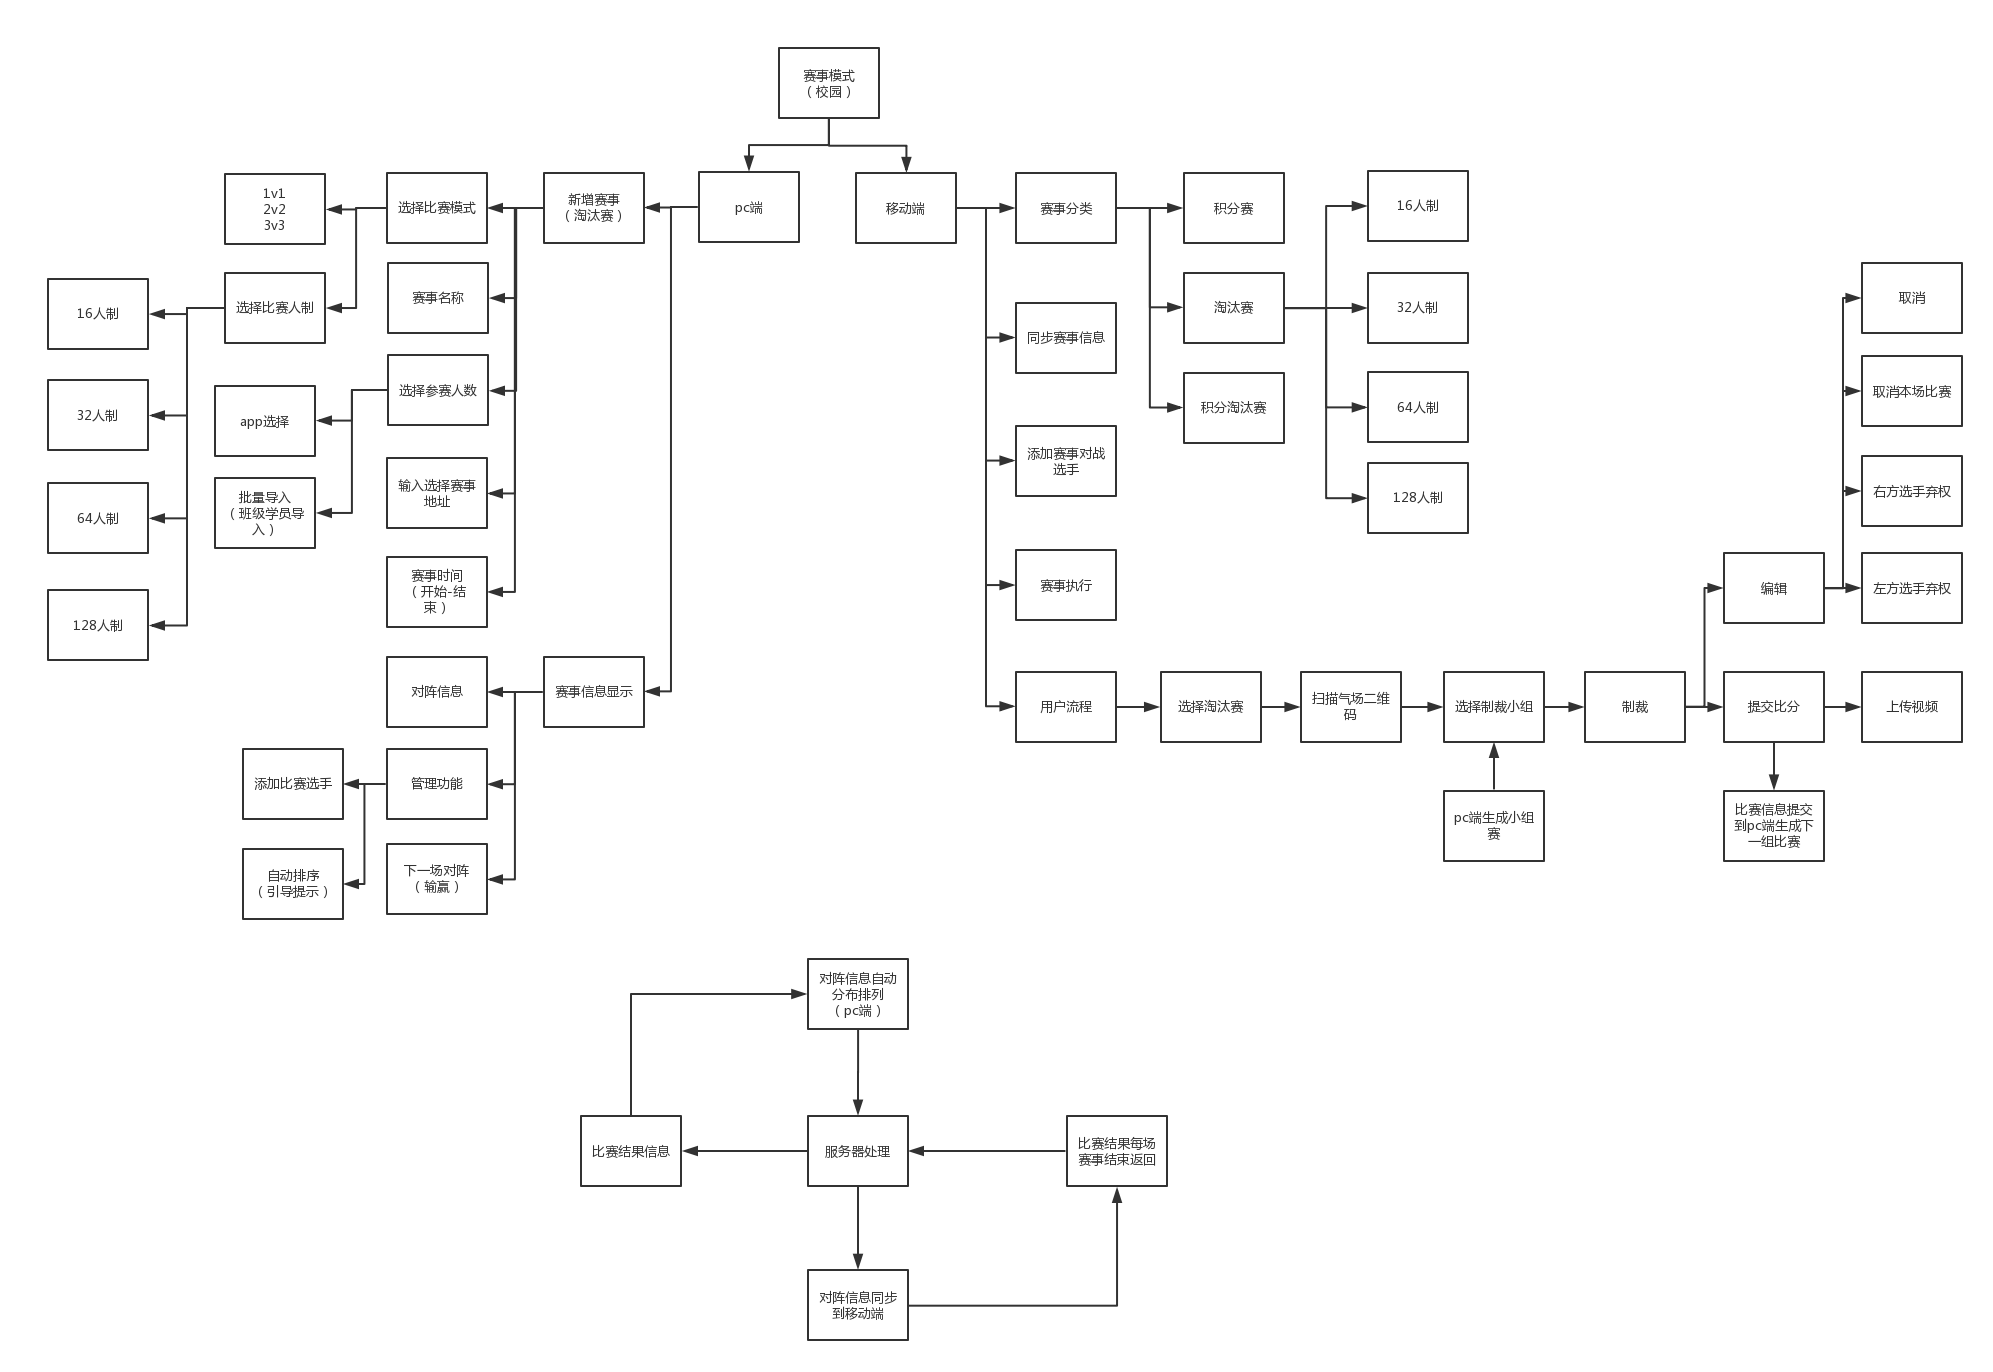 赛事模式
（校园）
pc端
移动端
新增赛事
（淘汰赛）
选择比赛模式
1v1
2v2
3v3
选择比赛人制
16人制
32人制
64人制
128人制
赛事名称
选择参赛人数
app选择
批量导入
（班级学员导
入）
输入选择赛事
地址
赛事时间
（开始-结
束）
赛事信息显示
对阵信息
管理功能
添加比赛选手
自动排序
（引导提示）
下一场对阵
（输赢）
赛事分类
积分赛
淘汰赛
积分淘汰赛
16人制
32人制
64人制
128人制
同步赛事信息
添加赛事对战
选手
赛事执行
用户流程
选择淘汰赛
扫描气场二维
码
选择制裁小组
pc端生成小组
赛
制裁
编辑
取消
取消本场比赛
右方选手弃权
左方选手弃权
提交比分
上传视频
比赛信息提交
到pc端生成下
一组比赛
对阵信息自动
分布排列
（pc端）
比赛结果信息
服务器处理
比赛结果每场
赛事结束返回
对阵信息同步
到移动端